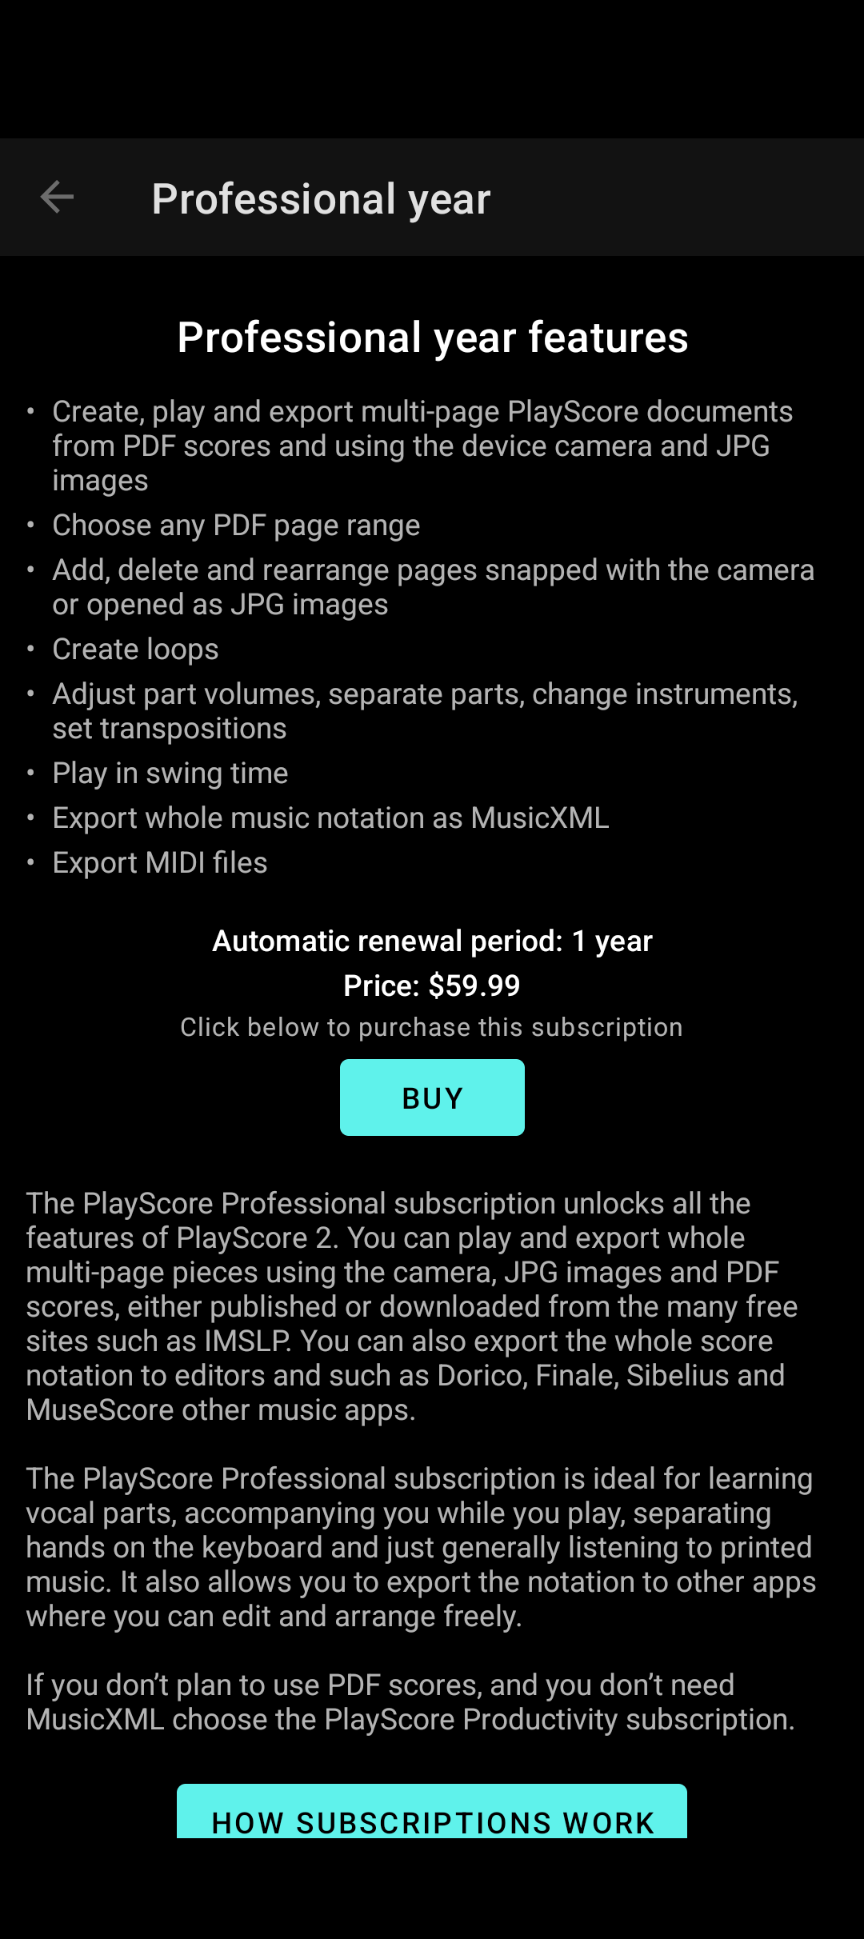 Professional year
Professional year features
• Create, play and export multi-page PlayScore documents
from PDF scores and using the device camera and JPG
images
• Choose any PDF page range
• Add, delete and rearrange pages snapped with the camera
or opened as JPG images
• Create loops
• Adjust part volumes, separate parts, change instruments,
set transpositions
• Play in swing time
• Export whole music notation as MusicXML
• Export MIDI files
Automatic renewal period: 1 year
Price: $59.99
Click below to purchase this subscription
BUY
The PlayScore Professional subscription unlocks all the
features of PlayScore 2. You can play and export whole
multi-page pieces using the camera, JPG images and PDF
scores, either published or downloaded from the many free
sites such as IMSLP. You can also export the whole score
notation to editors and such as Dorico, Finale, Sibelius and
MuseScore other music apps.
The PlayScore Professional subscription is ideal for learning
vocal parts, accompanying you while you play, separating
hands on the keyboard and just generally listening to printed
music. It also allows you to export the notation to other apps
where you can edit and arrange freely.
If you don’t plan to use PDF scores, and you don’t need
MusicXML choose the PlayScore Productivity subscription.
HOW SUBSCRIPTIONS WORK